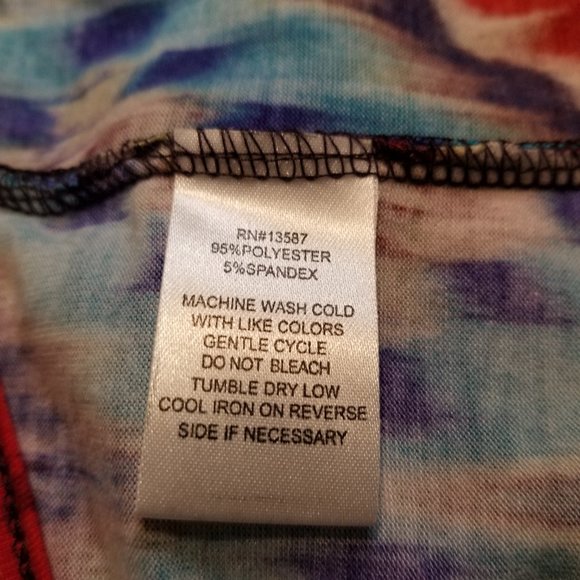 RN#13587
95%POLYESTER
5%SPANDEX
MACHINE WASH COLD
WITH LIKE COLORS
GENTLE CYCLE
DO NOT BLEACH
TUMBLE DRY LOW
COOL IRON ON REVERSE
SIDE IF NECESSARY